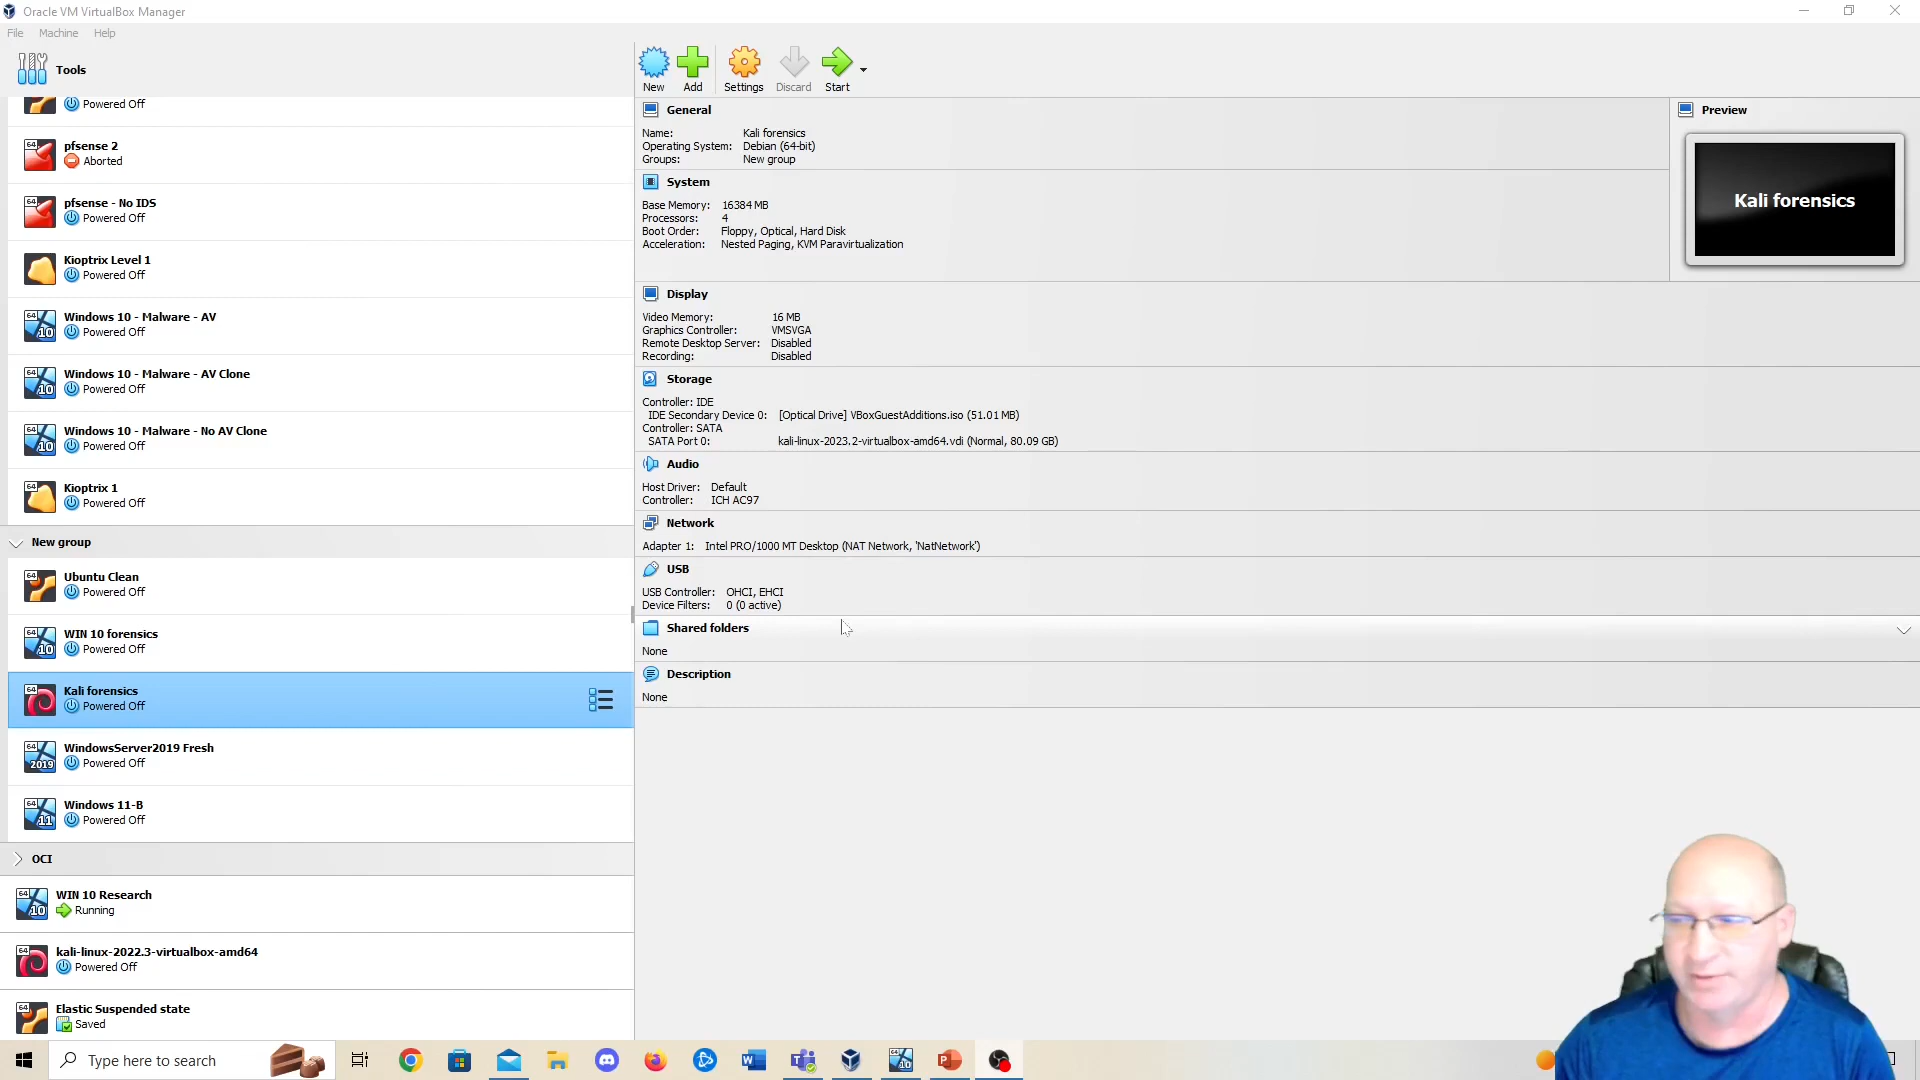 Oracle VM VirtualBox Manager
File Machine Help
Tools
New Add Settings Discard Start
Powered Off
pfsense 2
Aborted
pfsense - No IDS
Powered Off
Kioptrix Level 1
Powered Off
Windows 10 - Malware - AV
Powered Off
Windows 10 - Malware - AV Clone
Powered Off
Windows 10 - Malware - No AV Clone
Powered Off
Kioptrix 1
Powered Off
New group
Ubuntu Clean
Powered Off
WIN 10 forensics
Powered Off
Kali forensics
Powered Off
WindowsServer2019 Fresh
Powered Off
Windows 11-B
Powered Off
OCI
WIN 10 Research
Running
kali-linux-2022.3-virtualbox-amd64
Powered Off
Elastic Suspended state
Saved
General
Name: Kali forensics
Operating System: Debian (64-bit)
Groups: New group
System
Base Memory: 16384 MB
Processors: 4
Boot Order: Floppy, Optical, Hard Disk
Acceleration: Nested Paging, KVM Paravirtualization
Display
Video Memory: 16 MB
Graphics Controller: VMSVGA
Remote Desktop Server: Disabled
Recording: Disabled
Storage
Controller: IDE
IDE Secondary Device 0: [Optical Drive] VBoxGuestAdditions.iso (51.01 MB)
Controller: SATA
SATA Port 0: kali-linux-2023.2-virtualbox-amd64.vdi (Normal, 80.09 GB)
Audio
Host Driver: Default
Controller: ICH AC97
Network
Adapter 1: Intel PRO/1000 MT Desktop (NAT Network, 'NatNetwork')
USB
USB Controller: OHCI, EHCI
Device Filters: 0 (0 active)
Shared folders
None
Description
None
Preview
Kali forensics
Type here to search